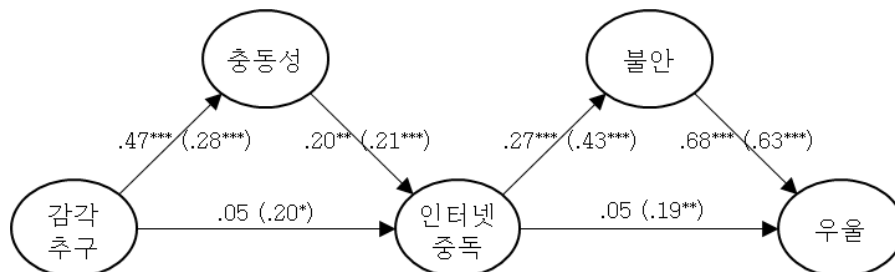 충동성
불안
.47*** (.28***)
.20** (.21***)
.27*** (.43***)
.68*** (.63***)
감각
추구
.05 (.20*)
인터넷
중독
.05 (.19**)
우울